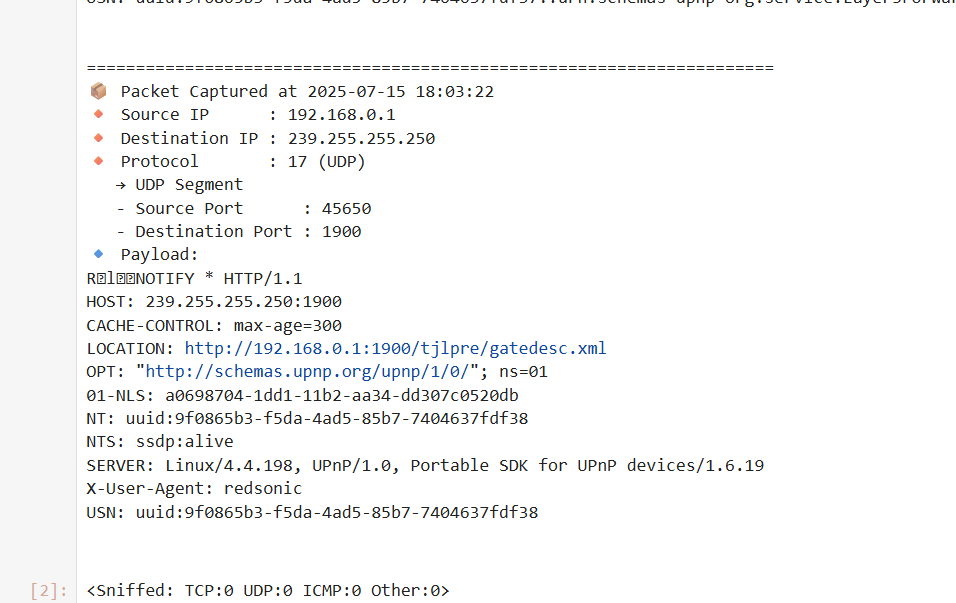 ====================================================================
📦 Packet Captured at 2025-07-15 18:03:22
🔸 Source IP : 192.168.0.1
🔸 Destination IP : 239.255.255.250
🔸 Protocol : 17 (UDP)
→ UDP Segment
- Source Port : 45650
- Destination Port : 1900
🔹 Payload:
R�l��NOTIFY * HTTP/1.1
HOST: 239.255.255.250:1900
CACHE-CONTROL: max-age=300
LOCATION: http://192.168.0.1:1900/tjlpre/gatedesc.xml
OPT: "http://schemas.upnp.org/upnp/1/0/"; ns=01
01-NLS: a0698704-1dd1-11b2-aa34-dd307c0520db
NT: uuid:9f0865b3-f5da-4ad5-85b7-7404637fdf38
NTS: ssdp:alive
SERVER: Linux/4.4.198, UPnP/1.0, Portable SDK for UPnP devices/1.6.19
X-User-Agent: redsonic
USN: uuid:9f0865b3-f5da-4ad5-85b7-7404637fdf38
[2]: <Sniffed: TCP:0 UDP:0 ICMP:0 Other:0>